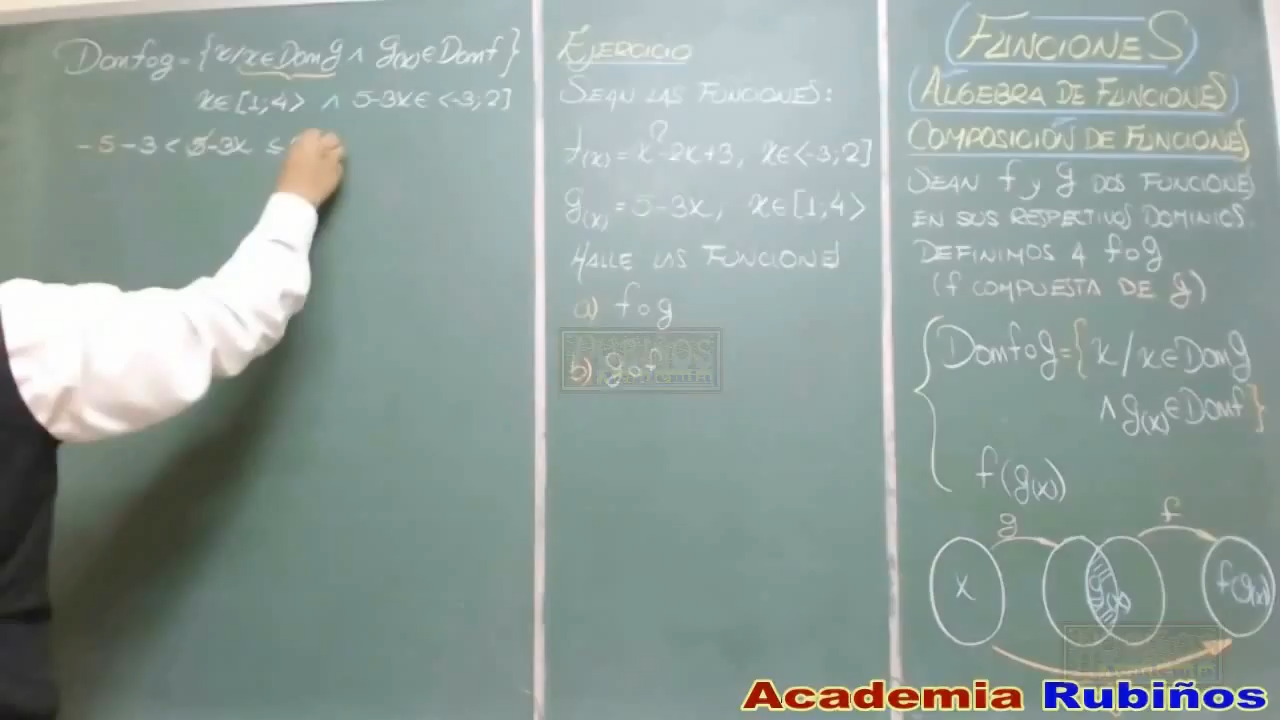 Domfog = {x/x∈Domg ∧ g(x)∈Domf}
x∈[1;4> ∧ 5-3x∈<-3;2]
-5-3<5-3x≤
EJERCICIO
SEAN LAS FUNCIONES:
f(x)=x²-2x+3, x∈<-3;2]
g(x)=5-3x, x∈[1;4>
HALLE LAS FUNCIONES
a) fog
b) gof
(FUNCIONES)
(ALGEBRA DE FUNCIONES)
COMPOSICIÓN DE FUNCIONES
SEAN f y g DOS FUNCIONES
EN SUS RESPECTIVOS DOMINIOS.
DEFINIMOS A fog
(f COMPUESTA DE g)
Domfog={x/x∈Domg
∧ g(x)∈Domf}
f(g(x))
g f
x g(x) f(g(x))
Academia Rubiños